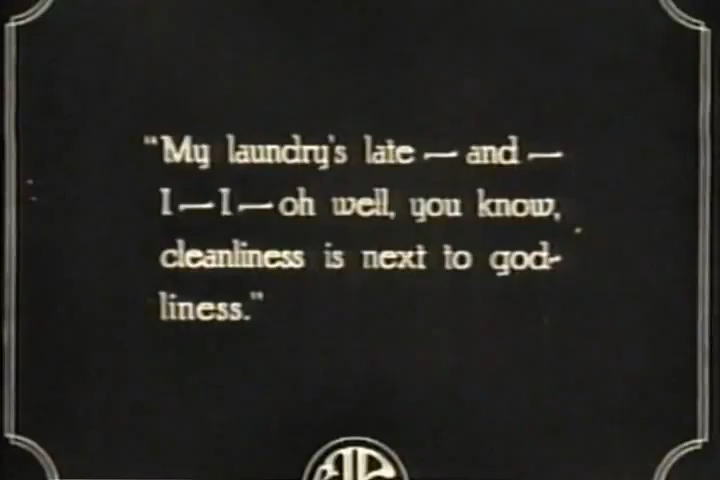 "My laundry's late — and —
I — I — oh well, you know,
cleanliness is next to god-
liness."